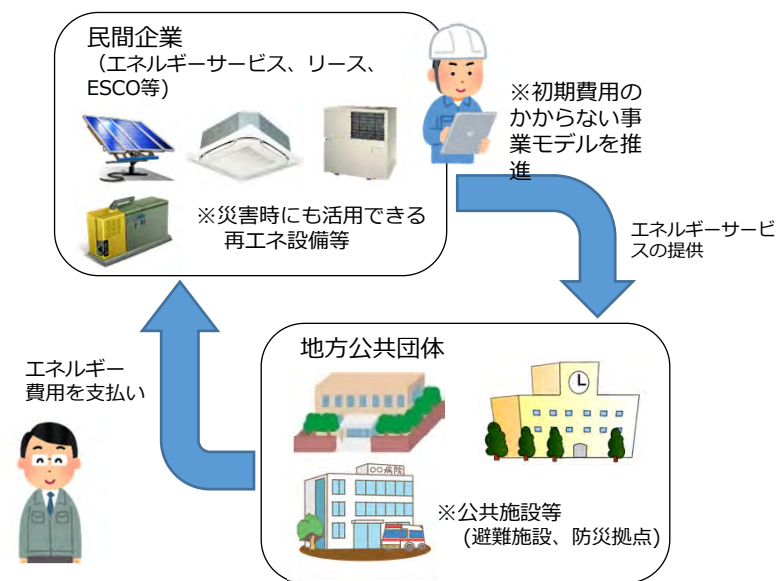 民間企業
（エネルギーサービス、リース、
ESCO等)
※初期費用の
かからない事
業モデルを推
進
※災害時にも活用できる
再エネ設備等
エネルギーサービ
スの提供
エネルギー
費用を支払い
地方公共団体
○○病院
※公共施設等
(避難施設、防災拠点)